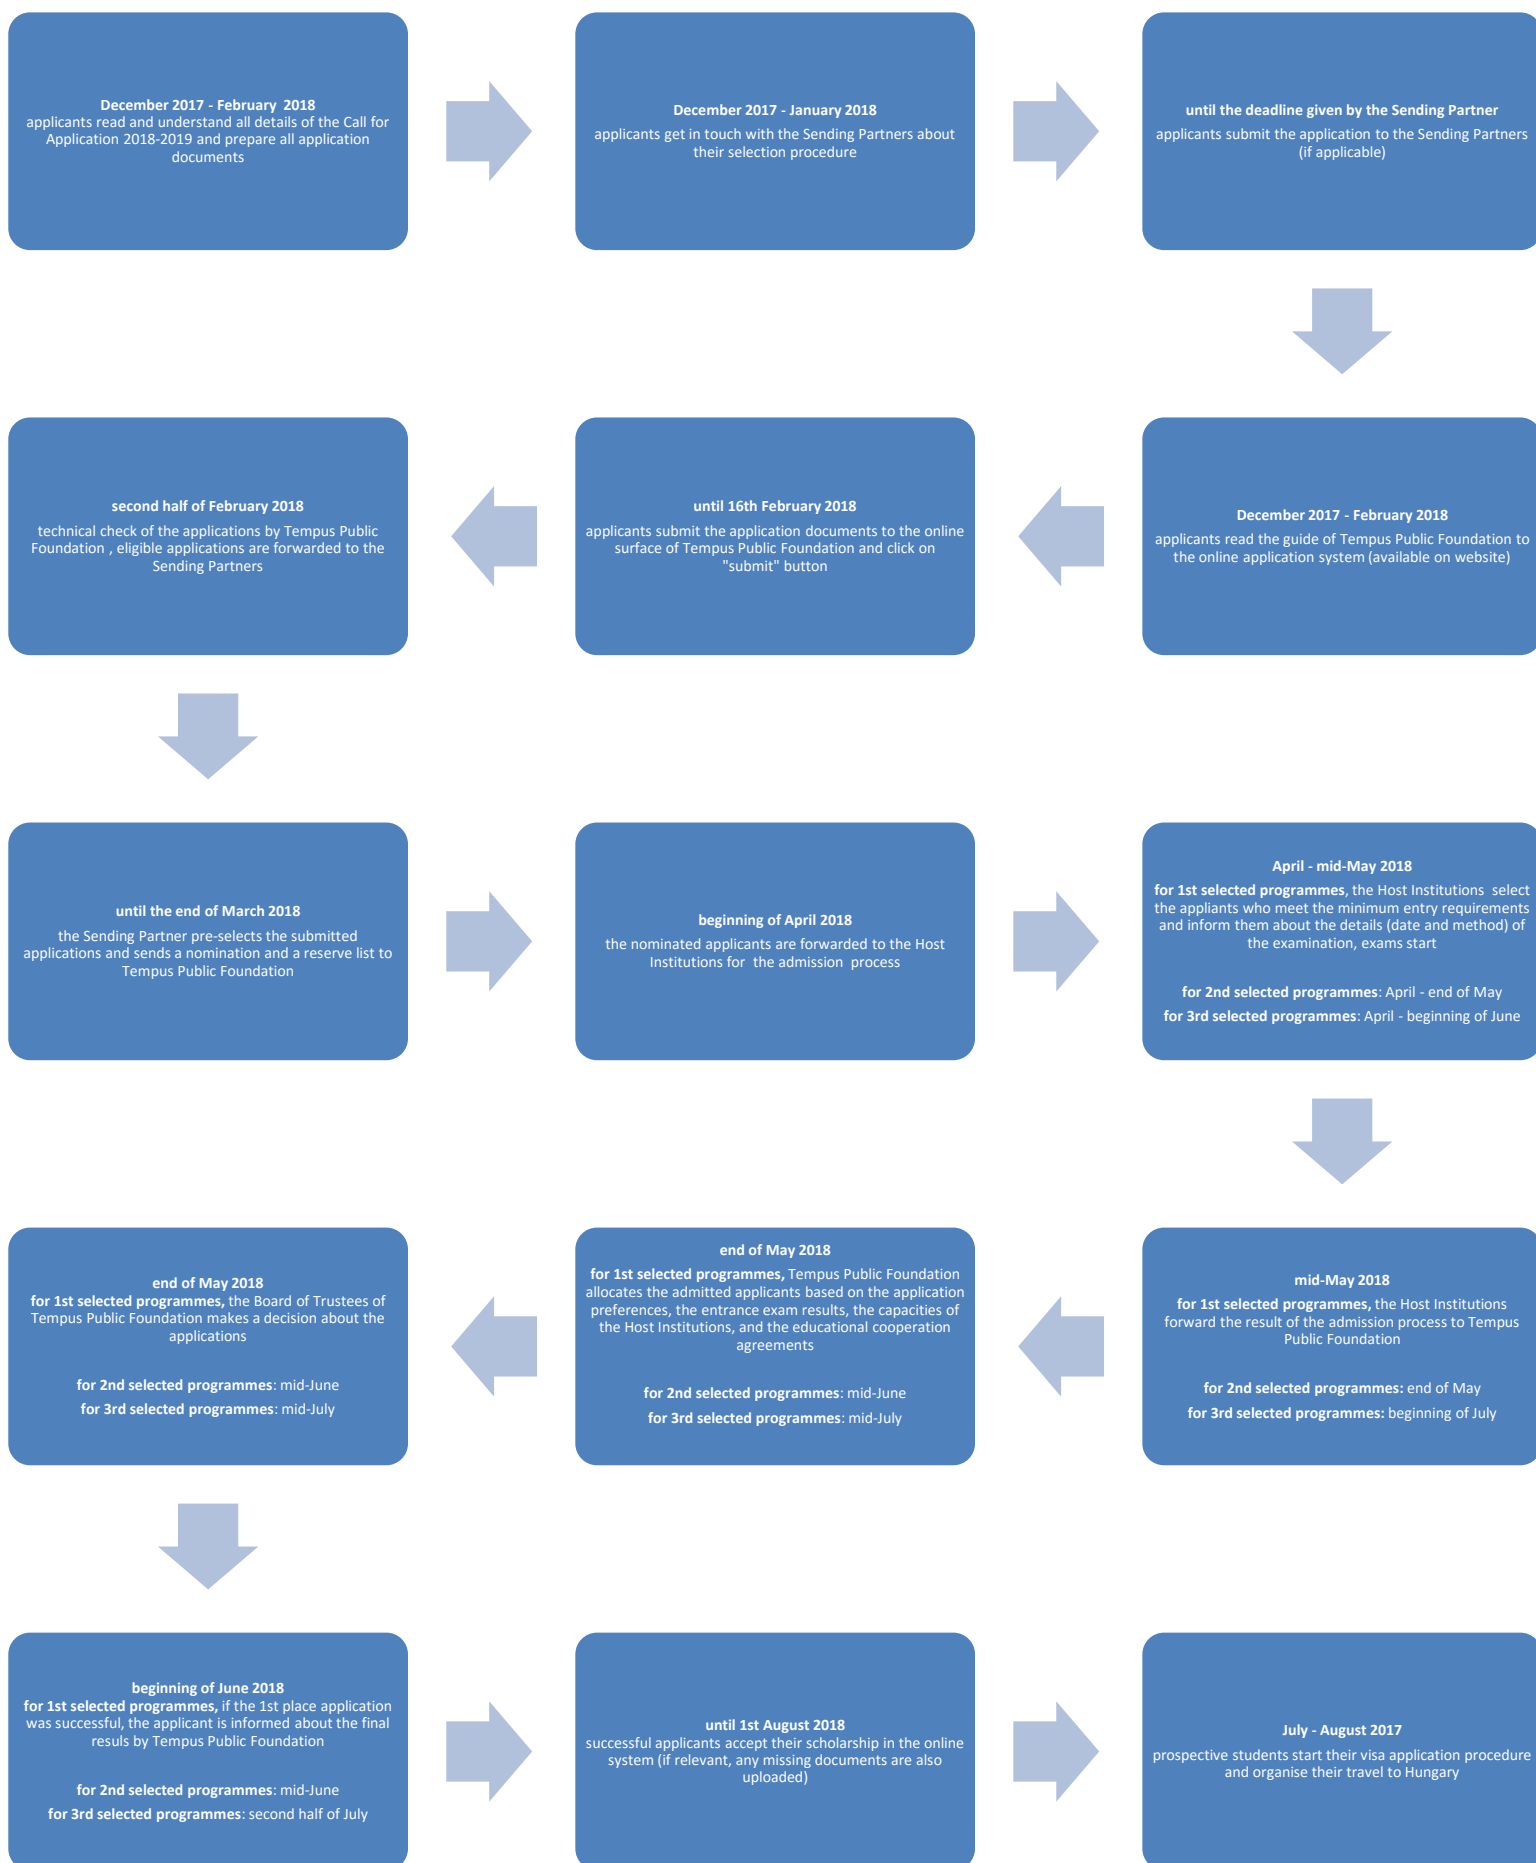 December 2017 - February  2018
applicants read and understand all details of the Call for
Application 2018-2019 and prepare all application
documents
December 2017 - January 2018
applicants get in touch with the Sending Partners about
their selection procedure
until the deadline given by the Sending Partner
applicants submit the application to the Sending Partners
(if applicable)
December 2017 - February 2018
applicants read the guide of Tempus Public Foundation to
the online application system (available on website)
until 16th February 2018
applicants submit the application documents to the online
surface of Tempus Public Foundation and click on
"submit" button
second half of February 2018
technical check of the applications by Tempus Public
Foundation , eligible applications are forwarded to the
Sending Partners
until the end of March 2018
the Sending Partner pre-selects the submitted
applications and sends a nomination and a reserve list to
Tempus Public Foundation
beginning of April 2018
the nominated applicants are forwarded to the Host
Institutions for  the admission  process
April - mid-May 2018
for 1st selected programmes, the Host Institutions  select
the appliants who meet the minimum entry requirements
and inform them about the details (date and method) of
the examination, exams start
for 2nd selected programmes: April - end of May
for 3rd selected programmes: April - beginning of June
mid-May 2018
for 1st selected programmes, the Host Institutions
forward the result of the admission process to Tempus
Public Foundation
for 2nd selected programmes: end of May
for 3rd selected programmes: beginning of July
end of May 2018
for 1st selected programmes, Tempus Public Foundation
allocates the admitted applicants based on the application
preferences, the entrance exam results, the capacities of
the Host Institutions, and the educational cooperation
agreements
for 2nd selected programmes: mid-June
for 3rd selected programmes: mid-July
end of May 2018
for 1st selected programmes, the Board of Trustees of
Tempus Public Foundation makes a decision about the
applications
for 2nd selected programmes: mid-June
for 3rd selected programmes: mid-July
beginning of June 2018
for 1st selected programmes, if the 1st place application
was successful, the applicant is informed about the final
resuls by Tempus Public Foundation
for 2nd selected programmes: mid-June
for 3rd selected programmes: second half of July
until 1st August 2018
successful applicants accept their scholarship in the online
system (if relevant, any missing documents are also
uploaded)
July - August 2017
prospective students start their visa application procedure
and organise their travel to Hungary